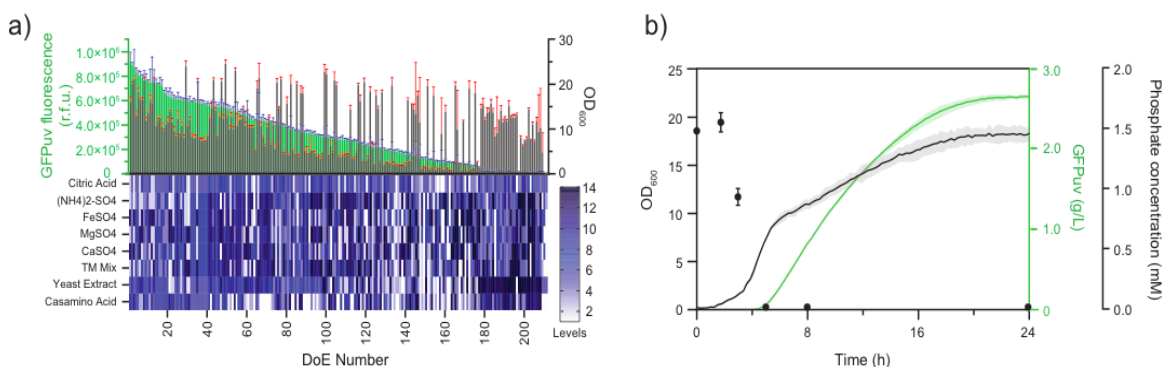 a)
GFPuv fluorescence
(r.f.u.)
1.0×10⁶
8.0×10⁵
6.0×10⁵
4.0×10⁵
2.0×10⁵
0
30
20
10
0
OD₆₀₀
Citric Acid
(NH4)2-SO4
FeSO4
MgSO4
CaSO4
TM Mix
Yeast Extract
Casamino Acid
14
12
10
8
6
4
2
Levels
20
40
60
80
100
120
140
160
180
200
DoE Number
b)
OD₆₀₀
25
20
15
10
5
0
0
8
16
24
Time (h)
3.0
2.0
1.0
0
GFPuv (g/L)
2.0
1.5
1.0
0.5
0.0
Phosphate concentration
(mM)